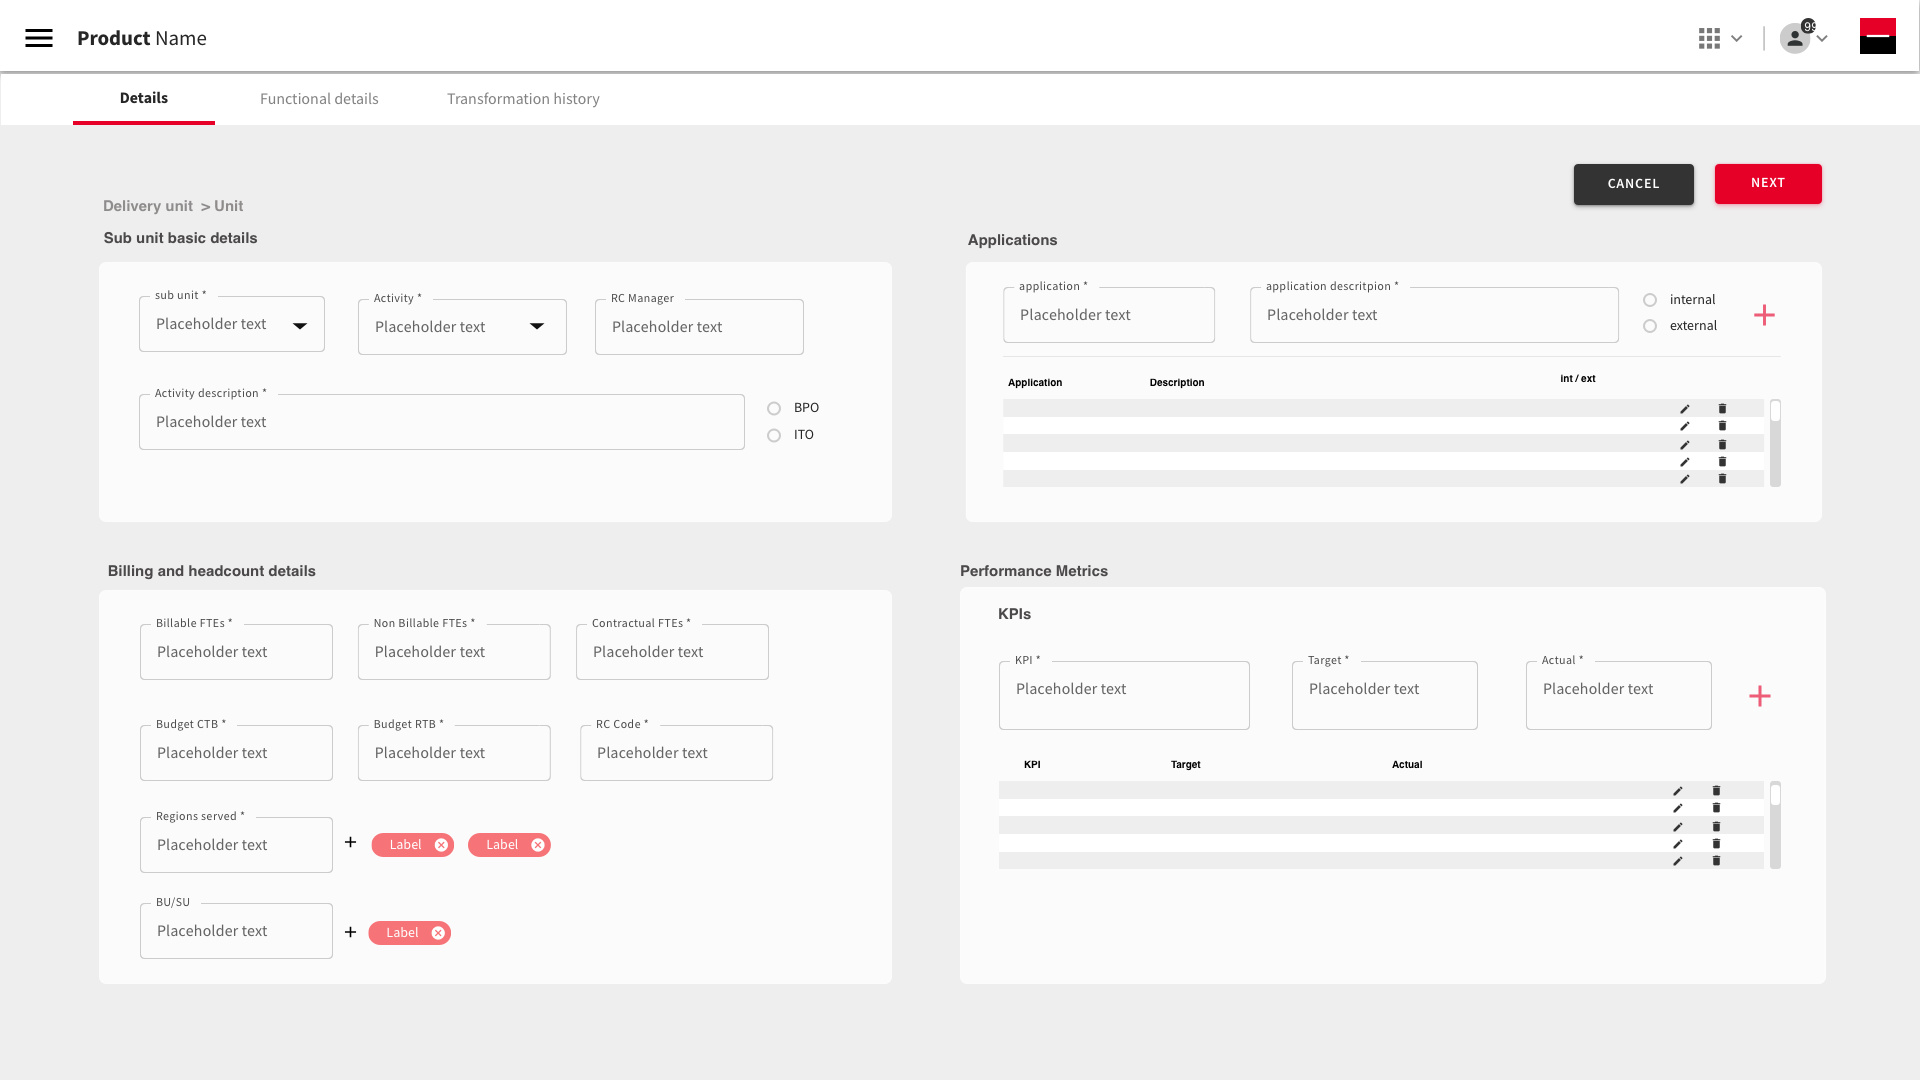 Product Name
99
Details
Functional details
Transformation history
CANCEL
NEXT
Delivery unit > Unit
Sub unit basic details
sub unit *
Placeholder text
Activity *
Placeholder text
RC Manager
Placeholder text
Activity description *
Placeholder text
BPO
ITO
Applications
application *
Placeholder text
application descritpion *
Placeholder text
internal
external
Application
Description
int / ext
Billing and headcount details
Billable FTEs *
Placeholder text
Non Billable FTEs *
Placeholder text
Contractual FTEs *
Placeholder text
Budget CTB *
Placeholder text
Budget RTB *
Placeholder text
RC Code *
Placeholder text
Regions served *
Placeholder text
+
Label
Label
BU/SU
Placeholder text
+
Label
Performance Metrics
KPIs
KPI *
Placeholder text
Target *
Placeholder text
Actual *
Placeholder text
KPI
Target
Actual